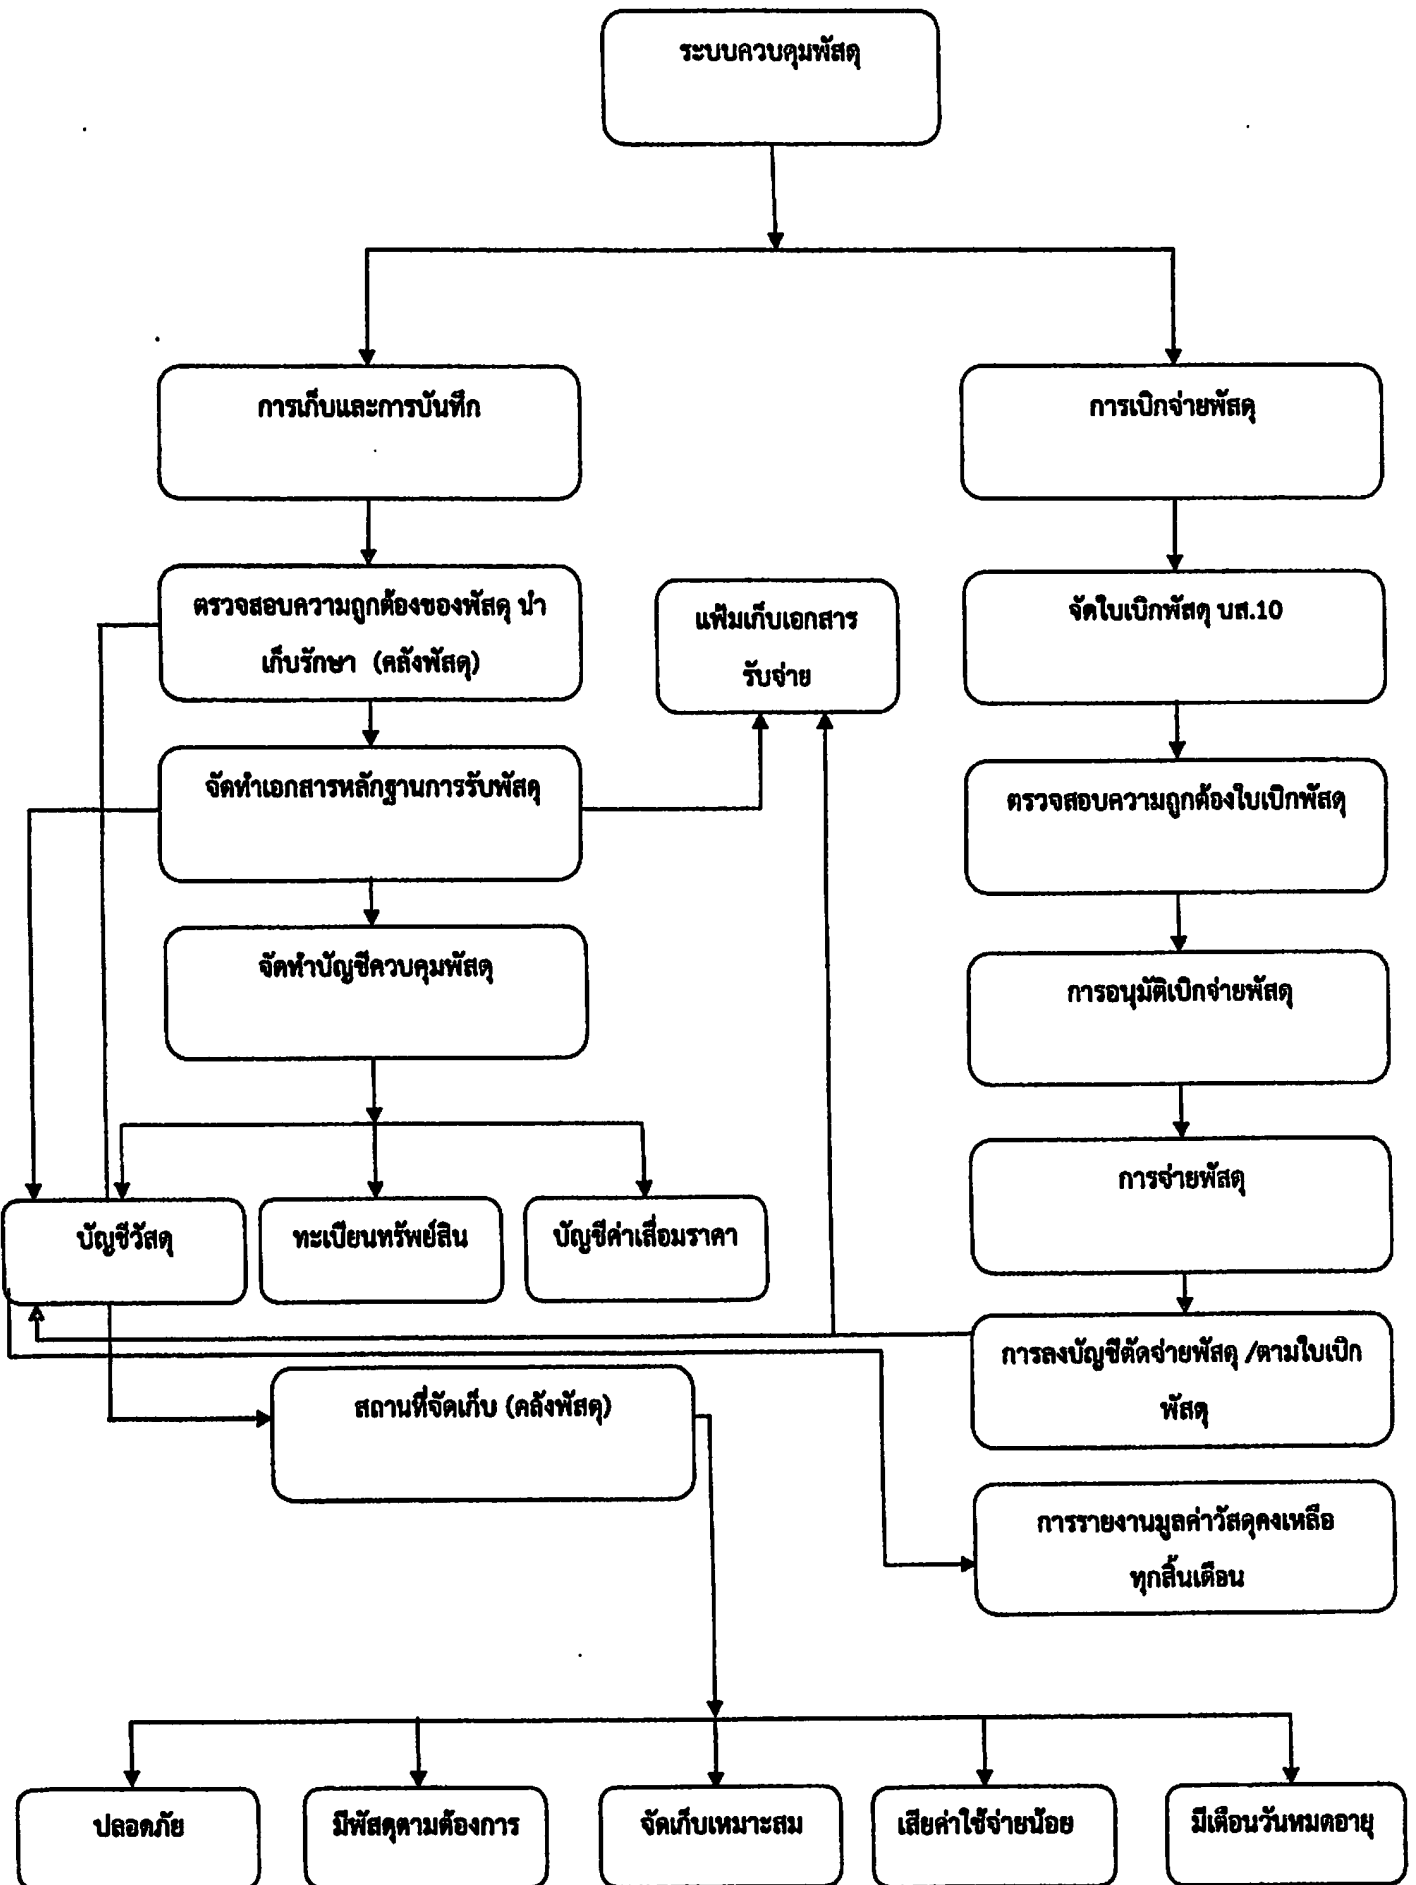 ระบบควบคุมพัสดุ
การเก็บและการบันทึก
การเบิกจ่ายพัสดุ
ตรวจสอบความถูกต้องของพัสดุ นำ
เก็บรักษา (คลังพัสดุ)
แฟ้มเก็บเอกสาร
รับจ่าย
จัดใบเบิกพัสดุ บส.10
จัดทำเอกสารหลักฐานการรับพัสดุ
ตรวจสอบความถูกต้องใบเบิกพัสดุ
จัดทำบัญชีควบคุมพัสดุ
การอนุมัติเบิกจ่ายพัสดุ
การจ่ายพัสดุ
บัญชีวัสดุ
ทะเบียนทรัพย์สิน
บัญชีค่าเสื่อมราคา
การลงบัญชีตัดจ่ายพัสดุ /ตามใบเบิก
พัสดุ
สถานที่จัดเก็บ (คลังพัสดุ)
การรายงานมูลค่าวัสดุคงเหลือ
ทุกสิ้นเดือน
ปลอดภัย
มีพัสดุตามต้องการ
จัดเก็บเหมาะสม
เสียค่าใช้จ่ายน้อย
มีเตือนวันหมดอายุ